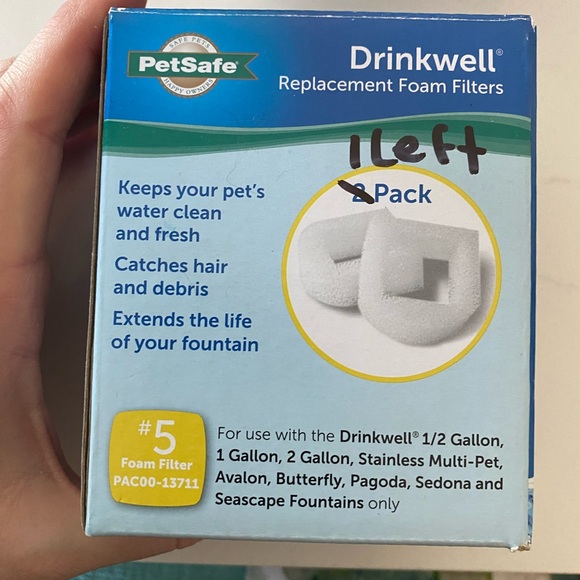 SAFE PETS
PetSafe®
HAPPY OWNERS
Drinkwell®
Replacement Foam Filters
1 Left
2 Pack
Keeps your pet's
water clean
and fresh
Catches hair
and debris
Extends the life
of your fountain
#5
Foam Filter
PAC00-13711
For use with the Drinkwell® 1/2 Gallon,
1 Gallon, 2 Gallon, Stainless Multi-Pet,
Avalon, Butterfly, Pagoda, Sedona and
Seascape Fountains only